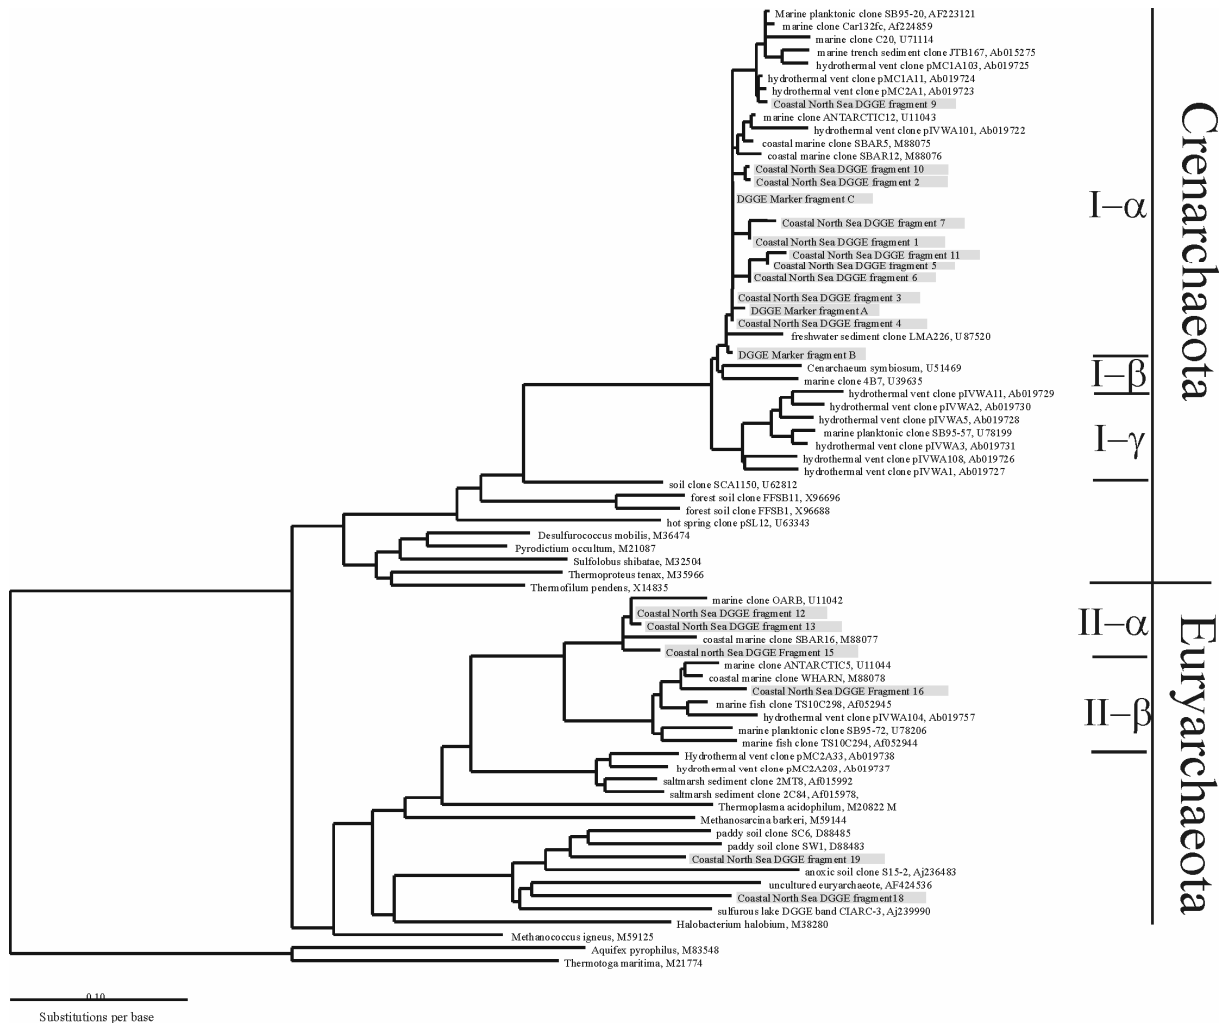 Marine planktonic clone SB95-20, AF223121
marine clone Car132fc, Af224859
marine clone C20, U71114
marine trench sediment clone JTB167, Ab015275
hydrothermal vent clone pMC1A103, Ab019725
hydrothermal vent clone pMC1A11, Ab019724
hydrothermal vent clone pMC2A1, Ab019723
Coastal North Sea DGGE fragment 9
marine clone ANTARCTIC12, U11043
hydrothermal vent clone pIVWA101, Ab019722
coastal marine clone SBAR5, M88075
coastal marine clone SBAR12, M88076
Coastal North Sea DGGE fragment 10
Coastal North Sea DGGE fragment 2
DGGE Marker fragment C
Coastal North Sea DGGE fragment 7
Coastal North Sea DGGE fragment 1
Coastal North Sea DGGE fragment 11
Coastal North Sea DGGE fragment 5
Coastal North Sea DGGE fragment 6
Coastal North Sea DGGE fragment 3
DGGE Marker fragment A
Coastal North Sea DGGE fragment 4
freshwater sediment clone LMA226, U87520
DGGE Marker fragment B
Cenarchaeum symbiosum, U51469
marine clone 4B7, U39635
hydrothermal vent clone pIVWA11, Ab019729
hydrothermal vent clone pIVWA2, Ab019730
hydrothermal vent clone pIVWA5, Ab019728
marine planktonic clone SB95-57, U78199
hydrothermal vent clone pIVWA3, Ab019731
hydrothermal vent clone pIVWA108, Ab019726
hydrothermal vent clone pIVWA1, Ab019727
soil clone SCA1150, U62812
forest soil clone FFSB11, X96696
forest soil clone FFSB1, X96688
hot spring clone pSL12, U63343
Desulfurococcus mobilis, M36474
Pyrodictium occultum, M21087
Sulfolobus shibatae, M32504
Thermoproteus tenax, M35966
Thermofilum pendens, X14835
marine clone OARB, U11042
Coastal North Sea DGGE fragment 12
Coastal North Sea DGGE fragment 13
coastal marine clone SBAR16, M88077
Coastal north Sea DGGE Fragment 15
marine clone ANTARCTIC5, U11044
coastal marine clone WHARN, M88078
Coastal North Sea DGGE Fragment 16
marine fish clone TS10C298, Af052945
hydrothermal vent clone pIVWA104, Ab019757
marine planktonic clone SB95-72, U78206
marine fish clone TS10C294, Af052944
Hydrothermal vent clone pMC2A33, Ab019738
hydrothermal vent clone pMC2A203, Ab019737
saltmarsh sediment clone 2MT8, Af015992
saltmarsh sediment clone 2C84, Af015978,
Thermoplasma acidophilum, M20822 M
Methanosarcina barkeri, M59144
paddy soil clone SC6, D88485
paddy soil clone SW1, D88483
Coastal North Sea DGGE fragment 19
anoxic soil clone S15-2, Aj236483
uncultured euryarchaeote, AF424536
Coastal North Sea DGGE fragment18
sulfurous lake DGGE band CIARC-3, Aj239990
Halobacterium halobium, M38280
Methanococcus igneus, M59125
Aquifex pyrophilus, M83548
Thermotoga maritima, M21774
I–α
I–β
I–γ
II–α
II–β
Crenarchaeota
Euryarchaeota
0.10
Substitutions per base